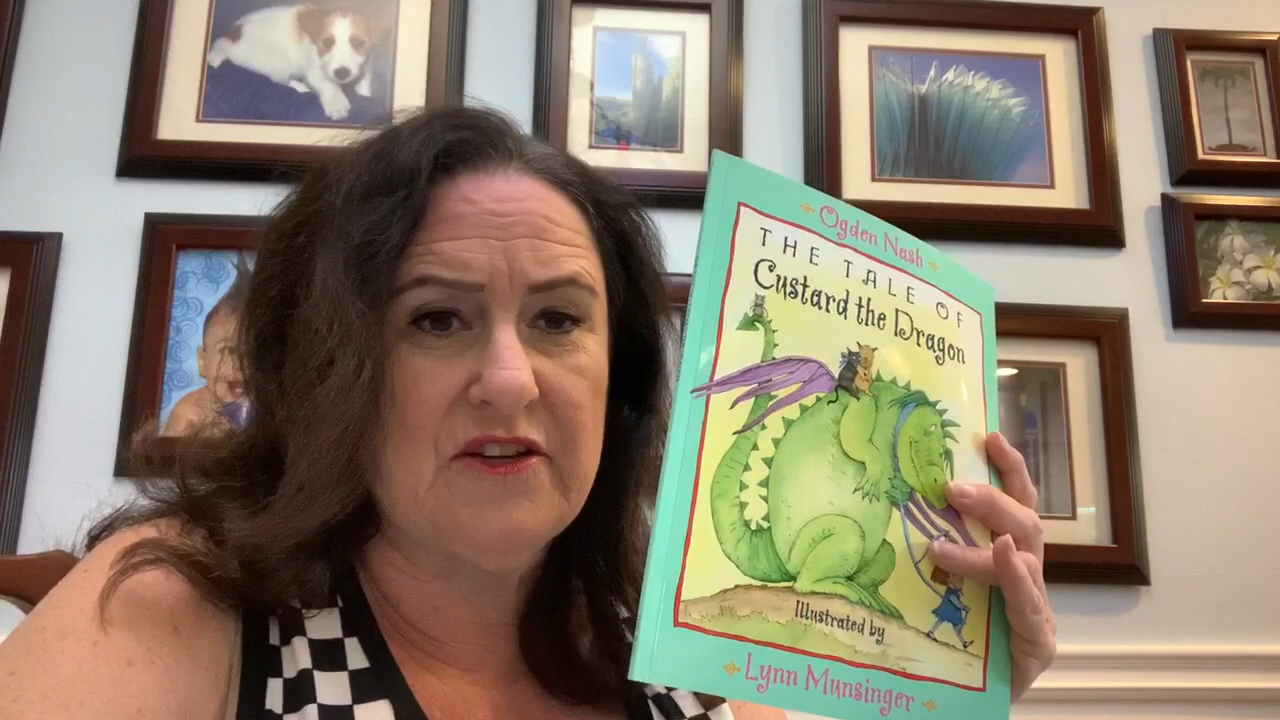 Ogden Nash
THE TALE OF
Custard the Dragon
Illustrated by
Lynn Munsinger